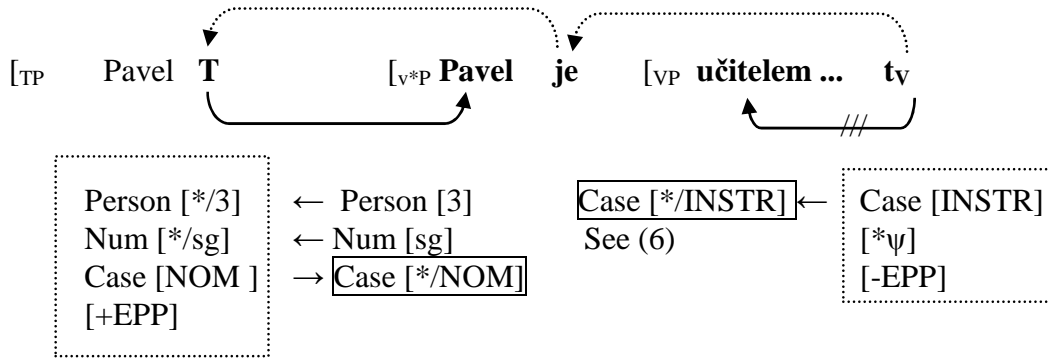 [TP Pavel T [v*P Pavel je [VP učitelem ... tV
///
Person [*/3] ← Person [3] Case [*/INSTR] ← Case [INSTR]
Num [*/sg] ← Num [sg] See (6) [*ψ]
Case [NOM ] → Case [*/NOM] [-EPP]
[+EPP]